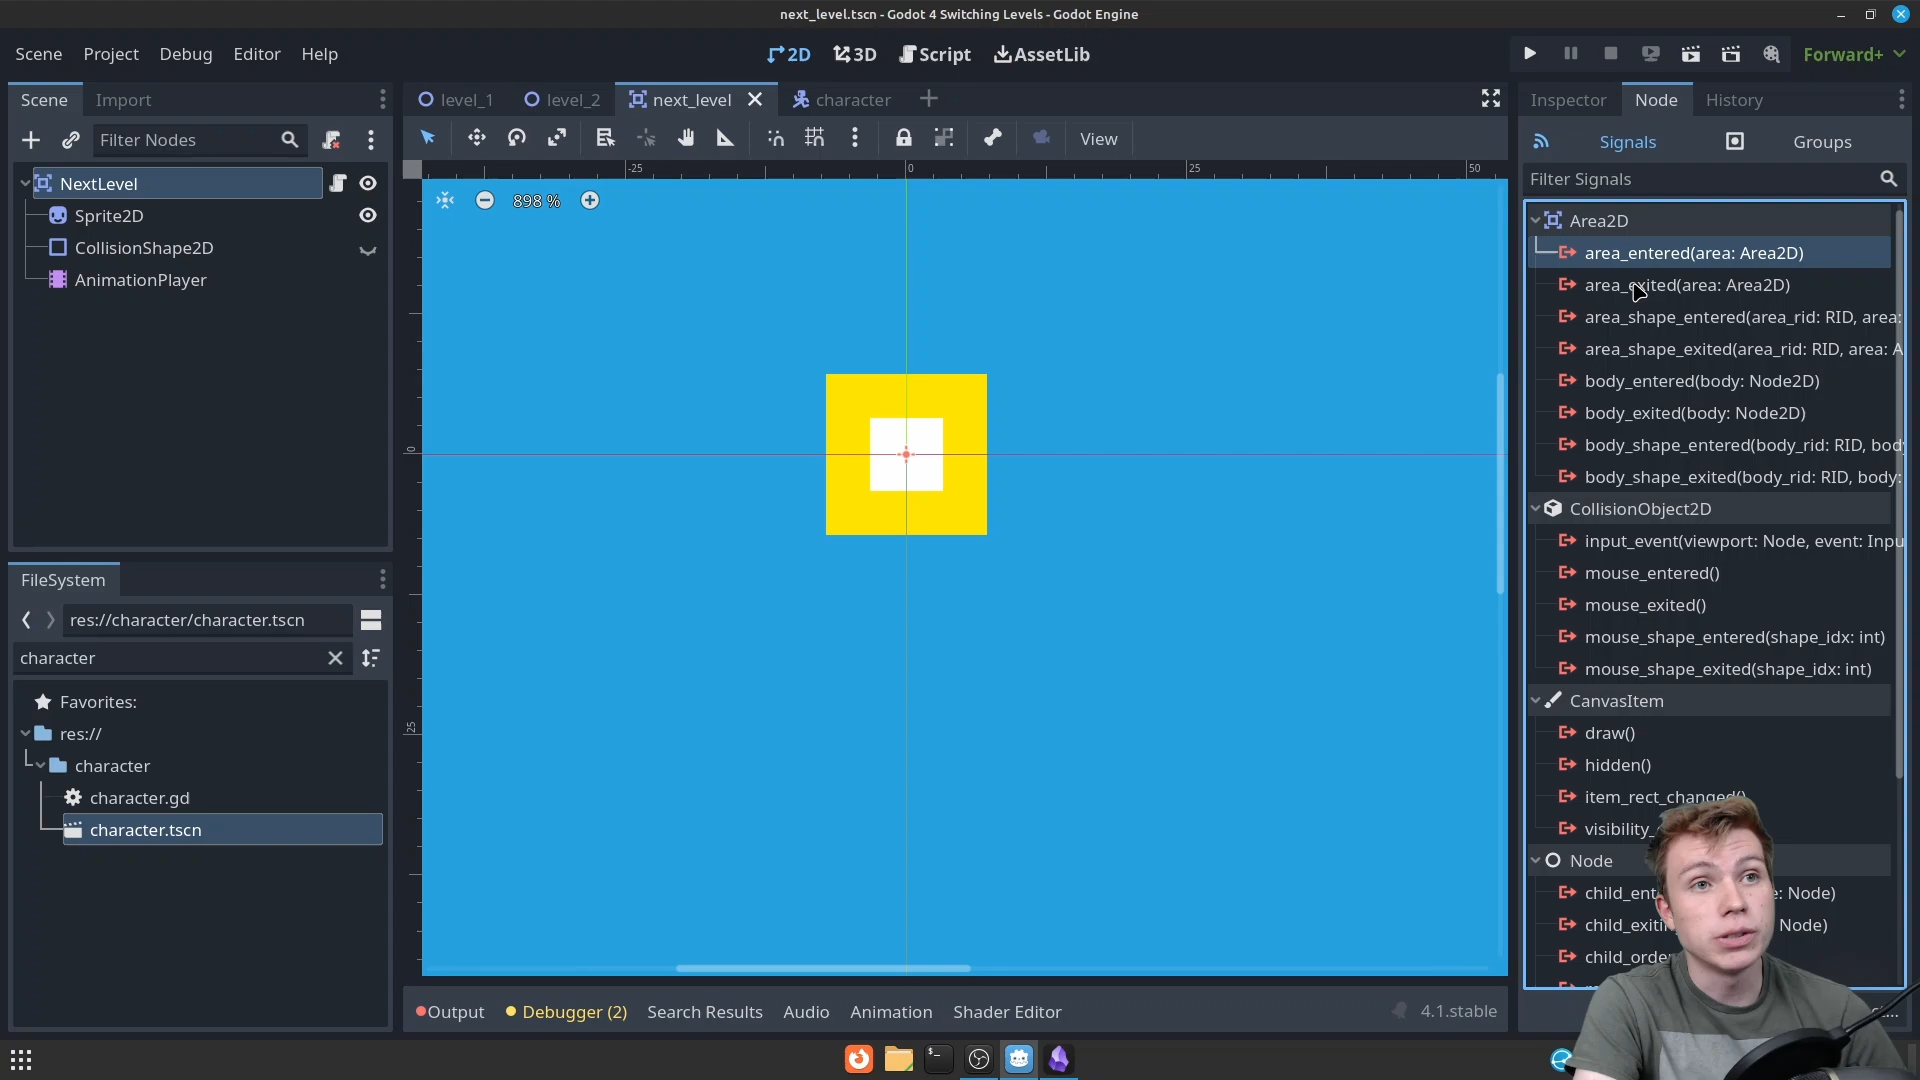 next_level.tscn - Godot 4 Switching Levels - Godot Engine
Scene Project Debug Editor Help
2D 3D Script AssetLib
Forward+
Scene Import
level_1 level_2 next_level character
Inspector Node History
Filter Nodes
View
Signals Groups
Filter Signals
NextLevel
Sprite2D
CollisionShape2D
AnimationPlayer
-25 0 25 50
898 %
0
25
Area2D
area_entered(area: Area2D)
area_exited(area: Area2D)
area_shape_entered(area_rid: RID, area:
area_shape_exited(area_rid: RID, area: A
body_entered(body: Node2D)
body_exited(body: Node2D)
body_shape_entered(body_rid: RID, body
body_shape_exited(body_rid: RID, body:
CollisionObject2D
input_event(viewport: Node, event: Inpu
mouse_entered()
mouse_exited()
mouse_shape_entered(shape_idx: int)
mouse_shape_exited(shape_idx: int)
CanvasItem
draw()
hidden()
item_rect_changed()
visibility_
Node
child_ent e: Node)
child_exitin Node)
child_orde
FileSystem
res://character/character.tscn
character
Favorites:
res://
character
character.gd
character.tscn
Output Debugger (2) Search Results Audio Animation Shader Editor 4.1.stable